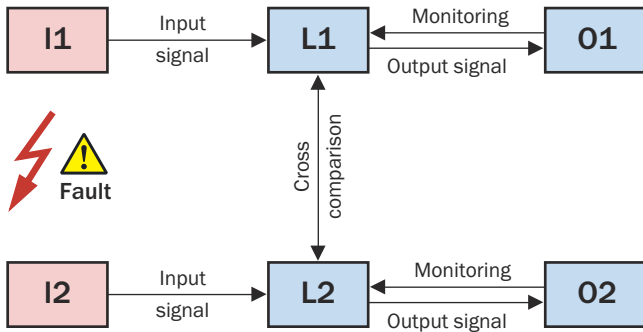 I1
Input
signal
L1
Monitoring
Output signal
O1
Fault
Cross
comparison
I2
Input
signal
L2
Monitoring
Output signal
O2